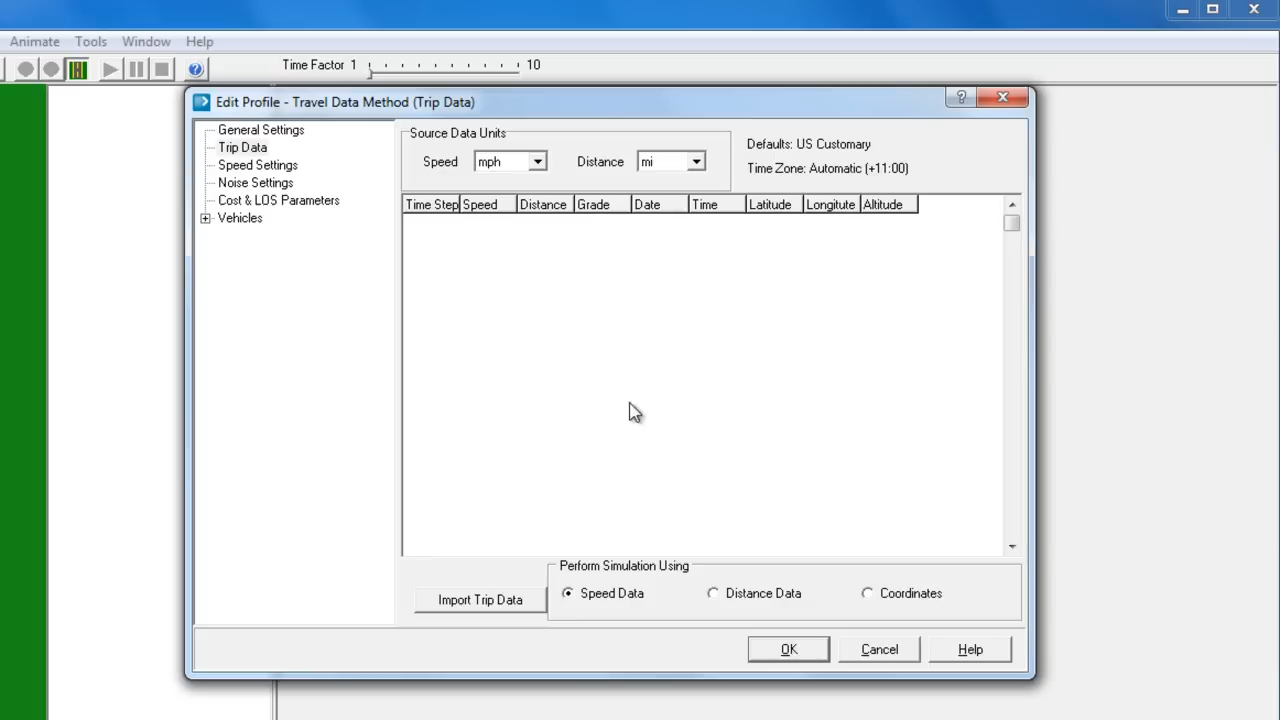 Animate Tools Window Help
Time Factor 1 10
Edit Profile - Travel Data Method (Trip Data)
General Settings
Trip Data
Speed Settings
Noise Settings
Cost & LOS Parameters
Vehicles
Source Data Units
Speed mph Distance mi
Defaults: US Customary
Time Zone: Automatic (+11:00)
Time Step Speed Distance Grade Date Time Latitude Longitute Altitude
Import Trip Data
Perform Simulation Using
Speed Data Distance Data Coordinates
OK Cancel Help